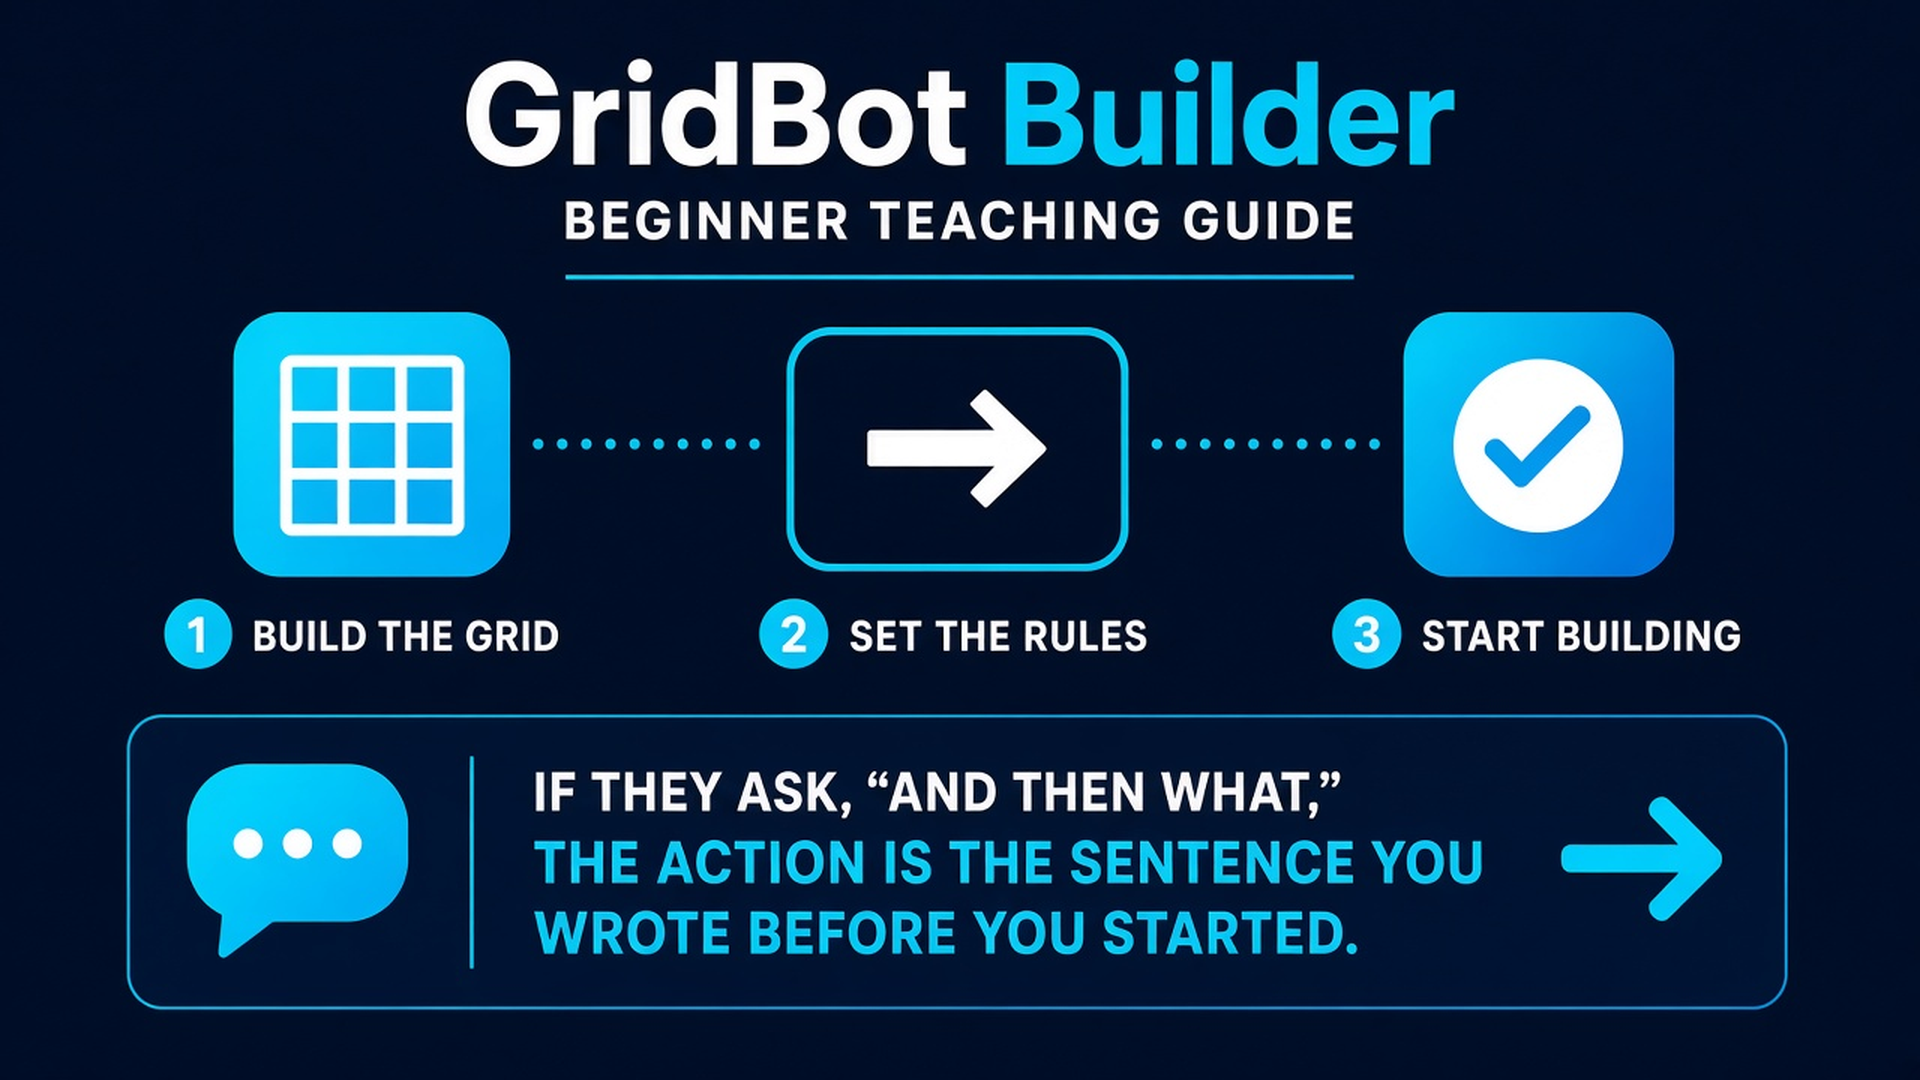 GridBot Builder
BEGINNER TEACHING GUIDE
1 BUILD THE GRID
2 SET THE RULES
3 START BUILDING
IF THEY ASK, “AND THEN WHAT,”
THE ACTION IS THE SENTENCE YOU
WROTE BEFORE YOU STARTED.